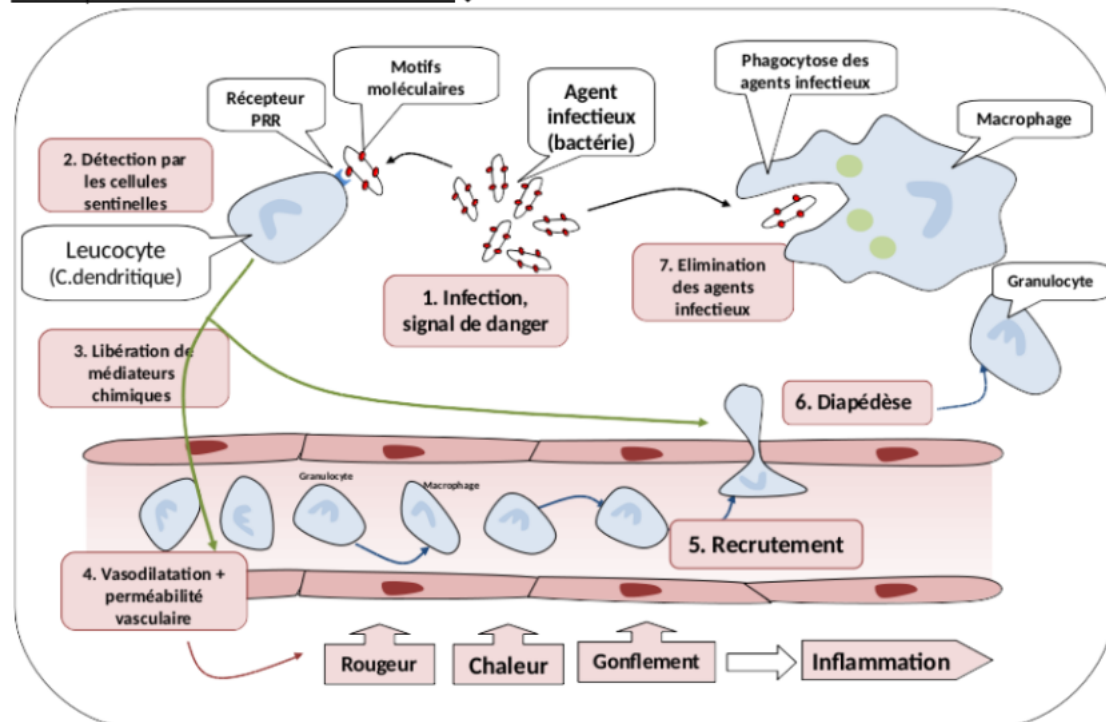 Motifs
moléculaires
Récepteur
PRR
Agent
infectieux
(bactérie)
Phagocytose des
agents infectieux
Macrophage
2. Détection par
les cellules
sentinelles
Leucocyte
(C.dendritique)
1. Infection,
signal de danger
7. Elimination
des agents
infectieux
Granulocyte
3. Libération de
médiateurs
chimiques
6. Diapédèse
Granulocyte
Macrophage
5. Recrutement
4. Vasodilatation +
perméabilité
vasculaire
Rougeur
Chaleur
Gonflement
Inflammation